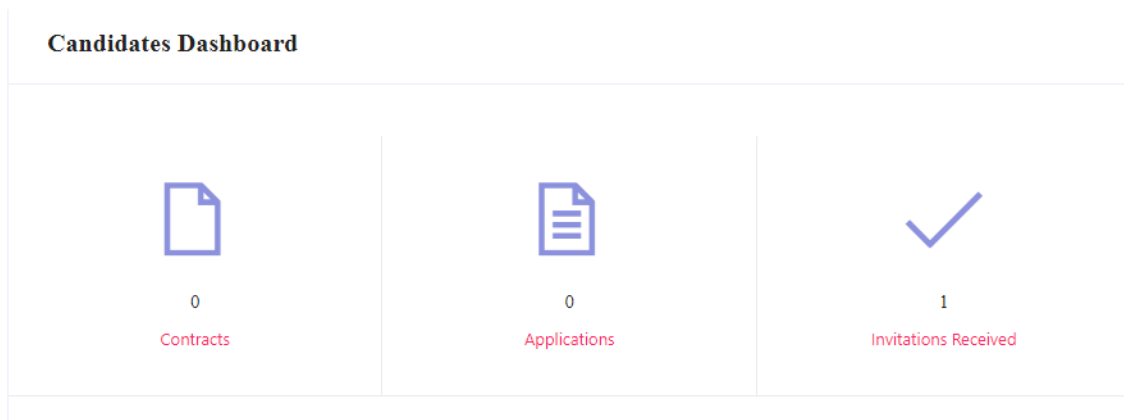 Candidates Dashboard
0
Contracts
0
Applications
1
Invitations Received